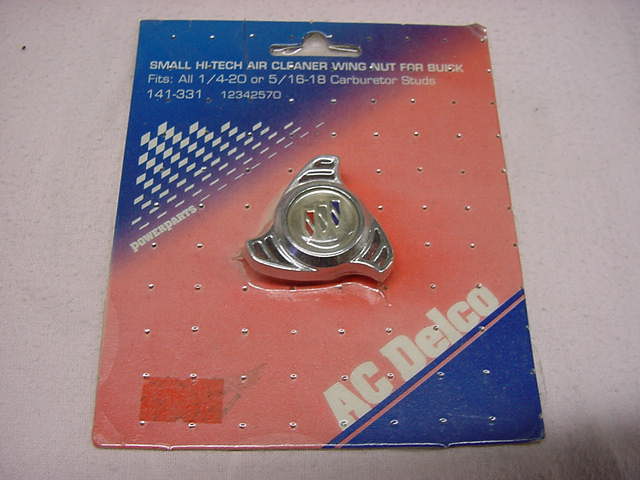 SMALL HI-TECH AIR CLEANER WING NUT FOR BUICK
Fits: All 1/4-20 or 5/16-18 Carburetor Studs
141-331 12342570
POWERPARTS
AC Delco